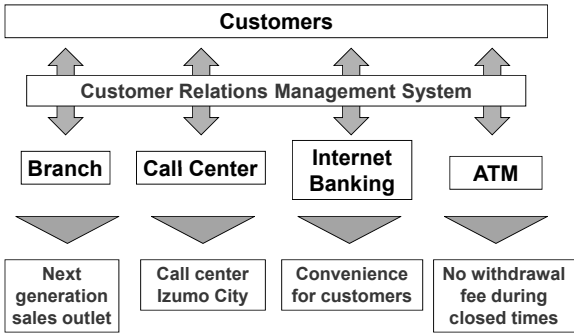 Customers
Customer Relations Management System
Branch
Call Center
Internet
Banking
ATM
Next
generation
sales outlet
Call center
Izumo City
Convenience
for customers
No withdrawal
fee during
closed times